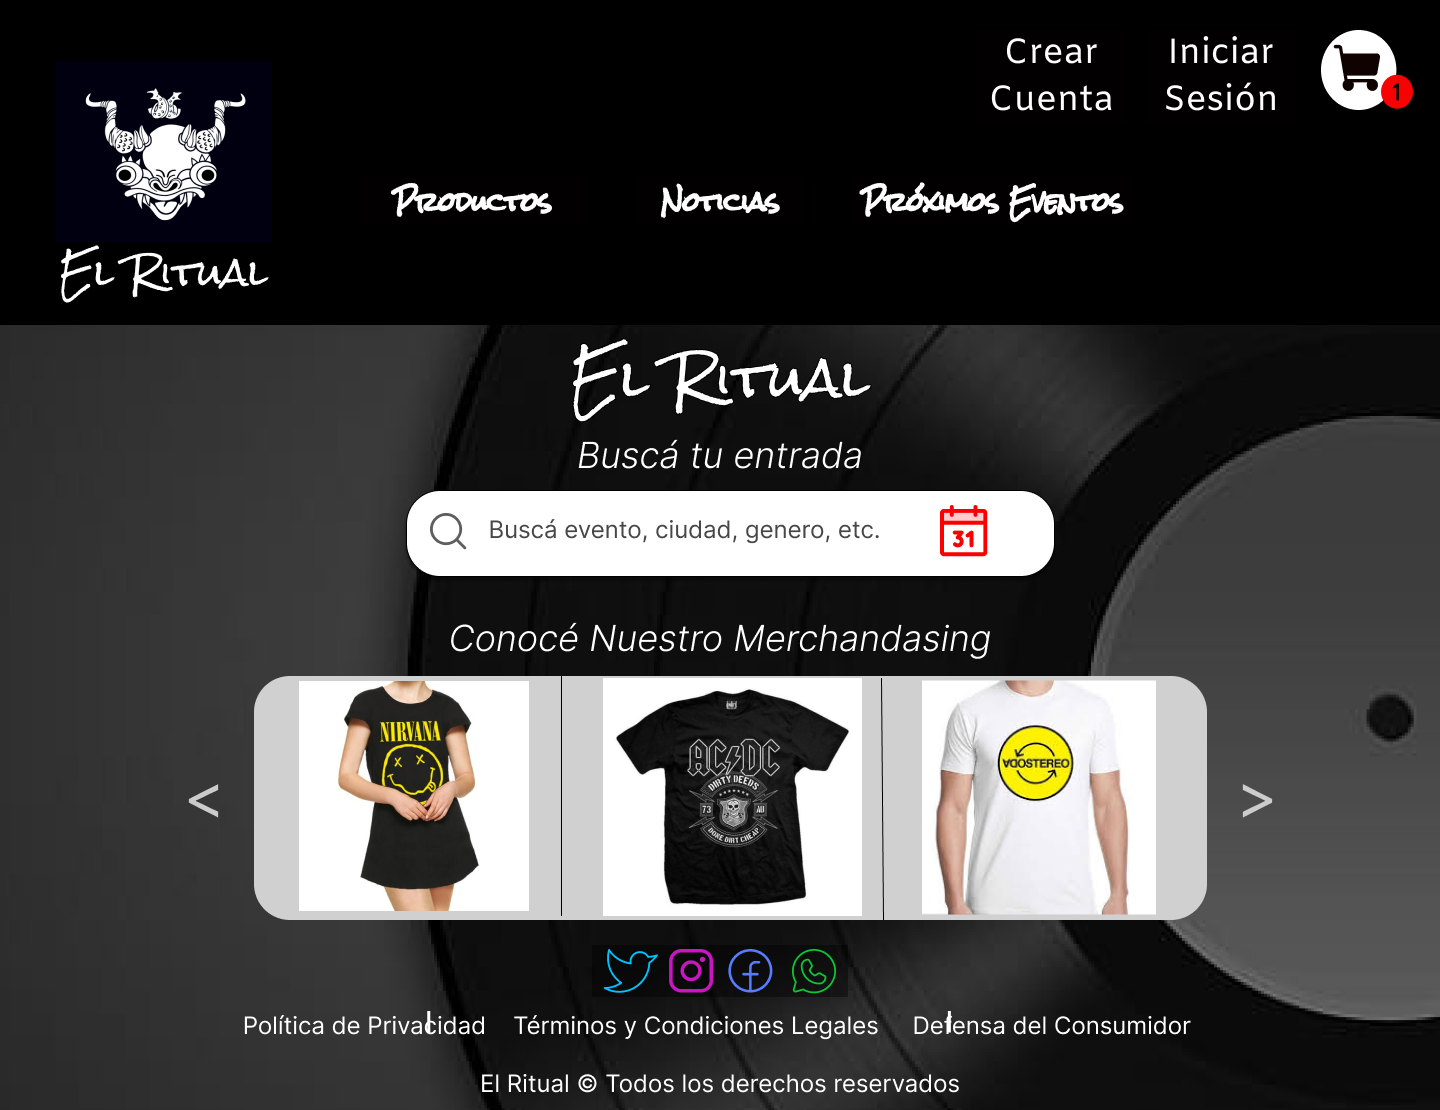 Crear
Cuenta
Iniciar
Sesión
1
El Ritual
Productos
Noticias
Próximos Eventos
El Ritual
Buscá tu entrada
Buscá evento, ciudad, genero, etc.
31
Conocé Nuestro Merchandasing
<
NIRVANA
AC DC
DIRTY DEEDS
73
AU
DONE DIRT CHEAP
SODA STEREO
>
Política de Privacidad
Términos y Condiciones Legales
Defensa del Consumidor
El Ritual © Todos los derechos reservados